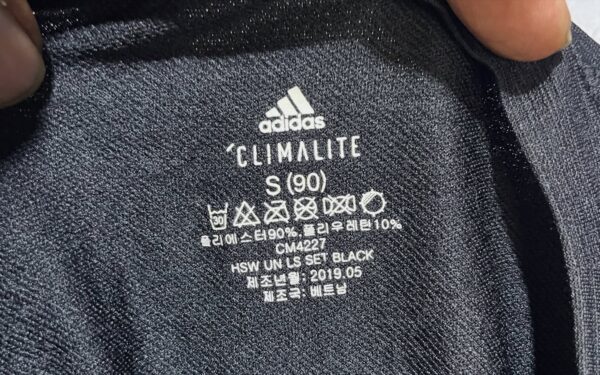 adidas
CLIMALITE
S (90)
30
폴리에스터90%, 폴리우레탄10%
CM4227
HSW UN LS SET BLACK
제조년월: 2019.05
제조국: 베트남